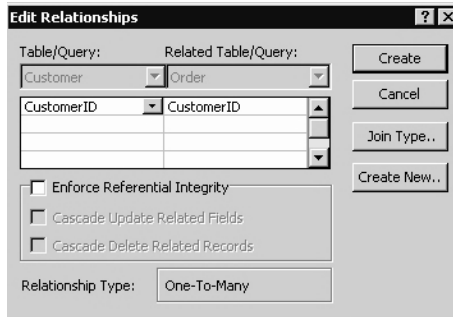 Edit Relationships
Table/Query: Related Table/Query:
Customer Order
CustomerID CustomerID
Enforce Referential Integrity
Cascade Update Related Fields
Cascade Delete Related Records
Relationship Type: One-To-Many
Create
Cancel
Join Type..
Create New..